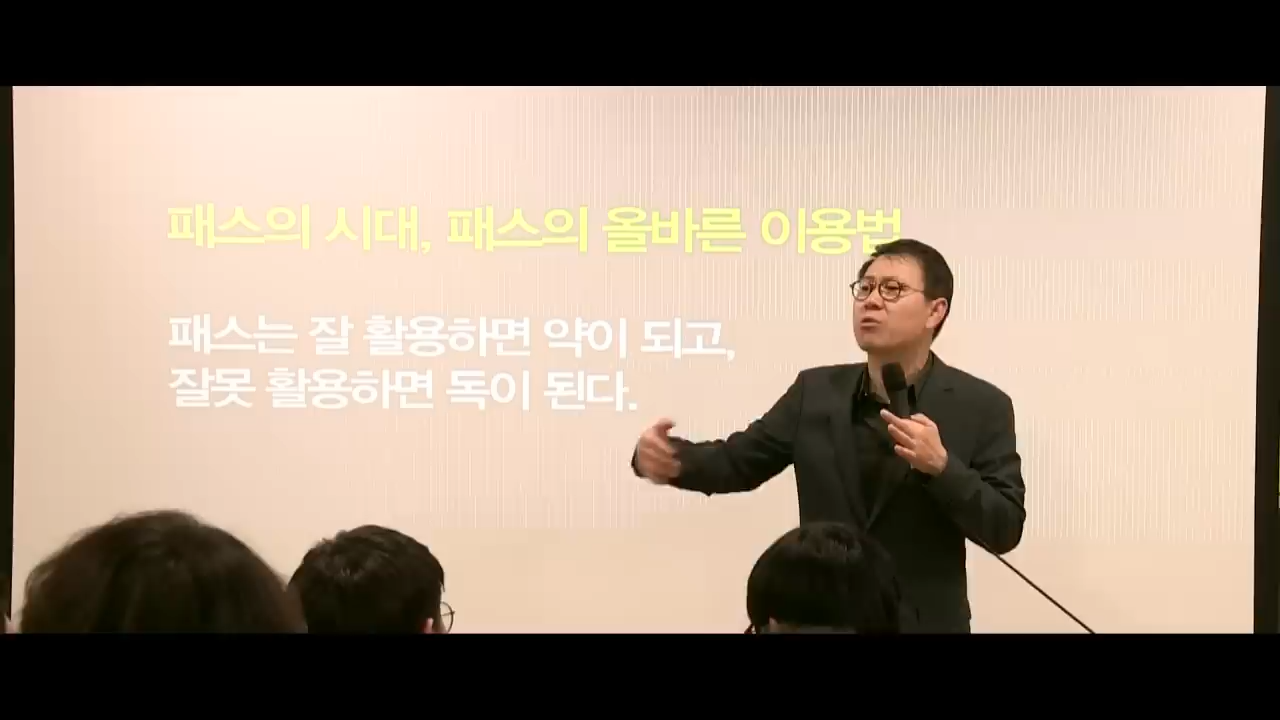 패스의 시대, 패스의 올바른 이용법
패스는 잘 활용하면 약이 되고,
잘못 활용하면 독이 된다.